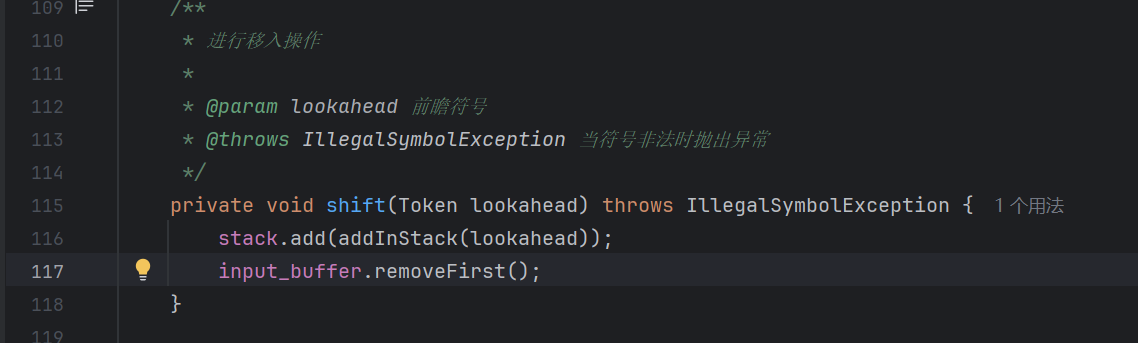 109 /**
110 * 进行移入操作
111 *
112 * @param lookahead 前瞻符号
113 * @throws IllegalSymbolException 当符号非法时抛出异常
114 */
115 private void shift(Token lookahead) throws IllegalSymbolException { 1 个用法
116 stack.add(addInStack(lookahead));
117 input_buffer.removeFirst();
118 }
119